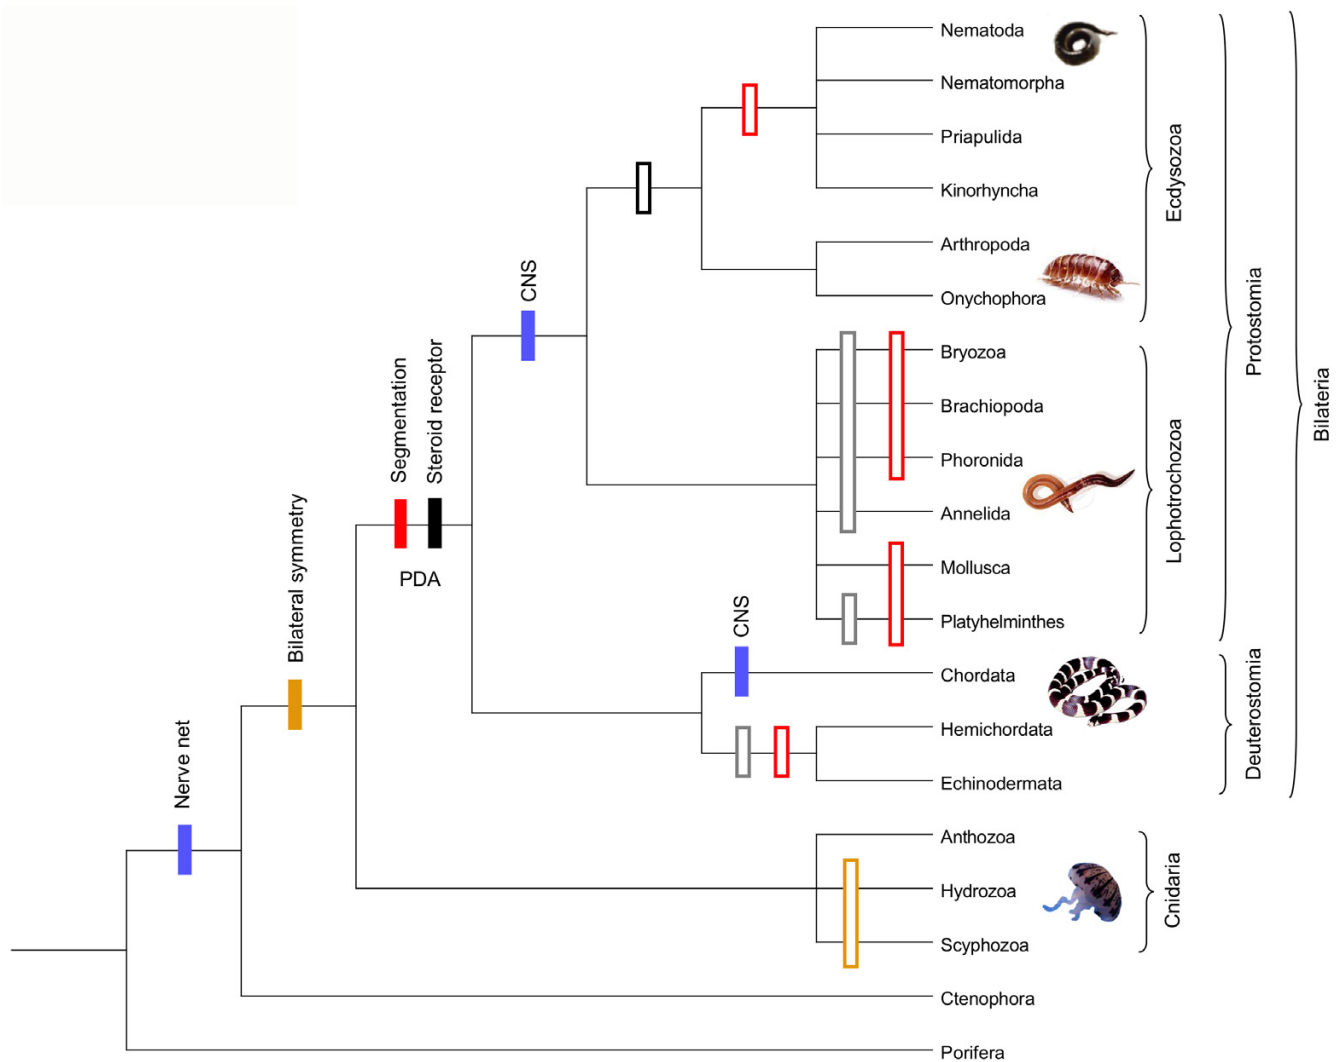 Nematoda
Nematomorpha
Priapulida
Kinorhyncha
Arthropoda
Onychophora
Bryozoa
Brachiopoda
Phoronida
Annelida
Mollusca
Platyhelminthes
Chordata
Hemichordata
Echinodermata
Anthozoa
Hydrozoa
Scyphozoa
Ctenophora
Porifera
Ecdysozoa
Lophotrochozoa
Cnidaria
Protostomia
Deuterostomia
Bilateria
CNS
Segmentation
Steroid receptor
PDA
CNS
Bilateral symmetry
Nerve net